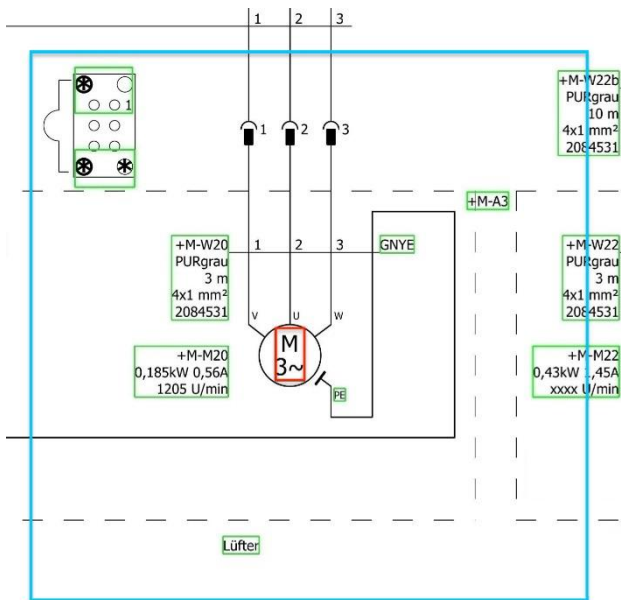 1 2 3
1
1 2 3
+M-W22b
PURgrau
10 m
4x1 mm²
2084531
+M-A3
+M-W20
PURgrau
3 m
4x1 mm²
2084531
1 2 3 GNYE
+M-W22
PURgrau
3 m
4x1 mm²
2084531
V U W
M
3~
PE
+M-M20
0,185kW 0,56A
1205 U/min
+M-M22
0,43kW 1,45A
xxxx U/min
Lüfter